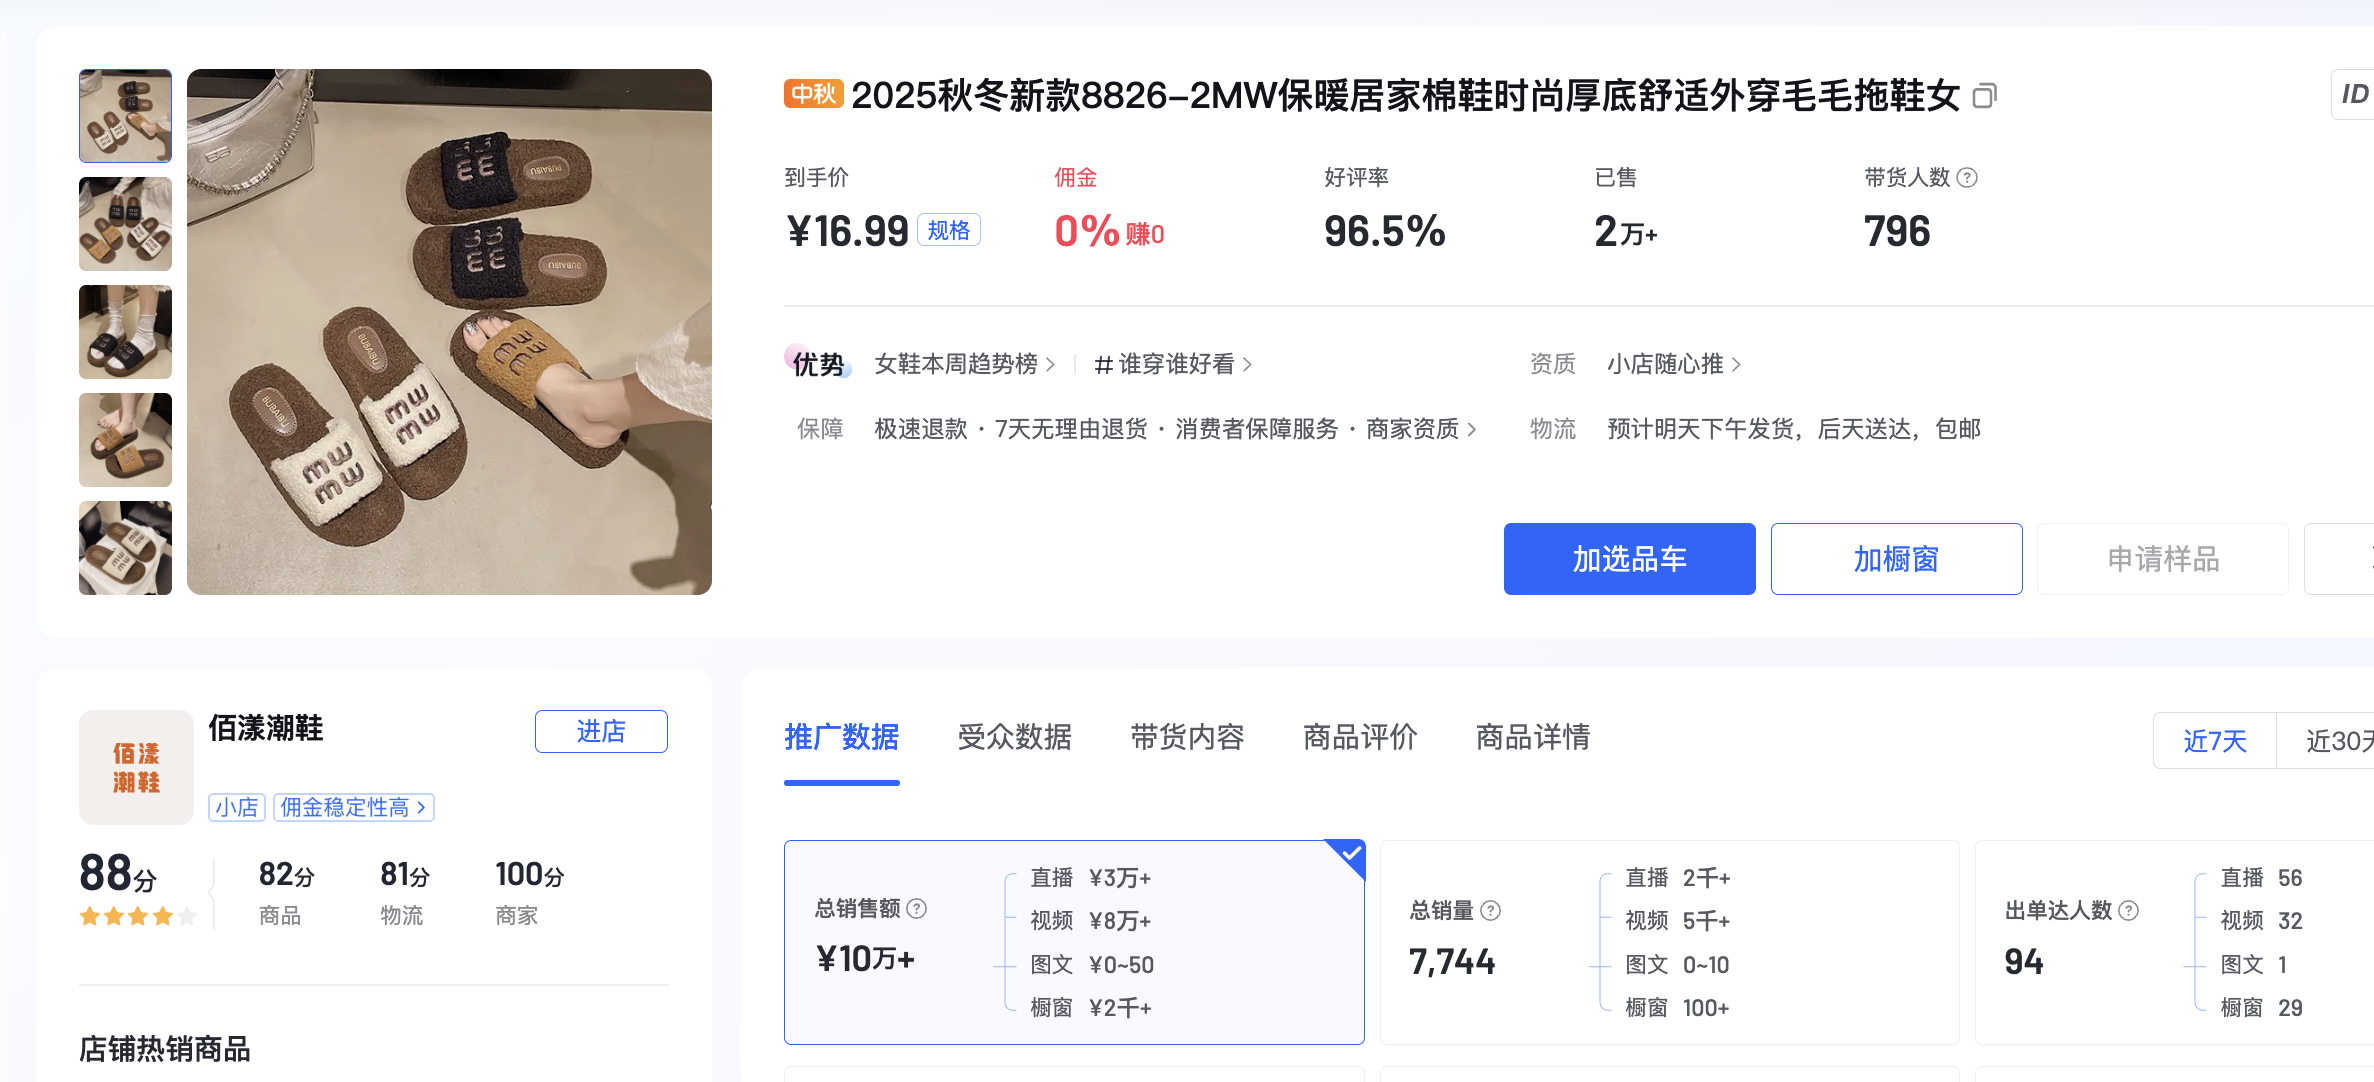 中秋 2025秋冬新款8826-2MW保暖居家棉鞋时尚厚底舒适外穿毛毛拖鞋女
ID
到手价 佣金 好评率 已售 带货人数
¥16.99 规格 0% 赚0 96.5% 2万+ 796
优势 女鞋本周趋势榜 #谁穿谁好看 资质 小店随心推
保障 极速退款 · 7天无理由退货 · 消费者保障服务 · 商家资质 物流 预计明天下午发货，后天送达，包邮
加选品车 加橱窗 申请样品
BUBAIBU
BUBAIBU
BUBAIBU
BUBAIBU
mw
mw
mw
mw
mw
mw
佰漾潮鞋 进店
佰漾
潮鞋
小店 佣金稳定性高
88分 82分 81分 100分
商品 物流 商家
店铺热销商品
推广数据 受众数据 带货内容 商品评价 商品详情 近7天 近30天
总销售额
¥10万+
直播 ¥3万+
视频 ¥8万+
图文 ¥0~50
橱窗 ¥2千+
总销量
7,744
直播 2千+
视频 5千+
图文 0~10
橱窗 100+
出单达人数
94
直播 56
视频 32
图文 1
橱窗 29